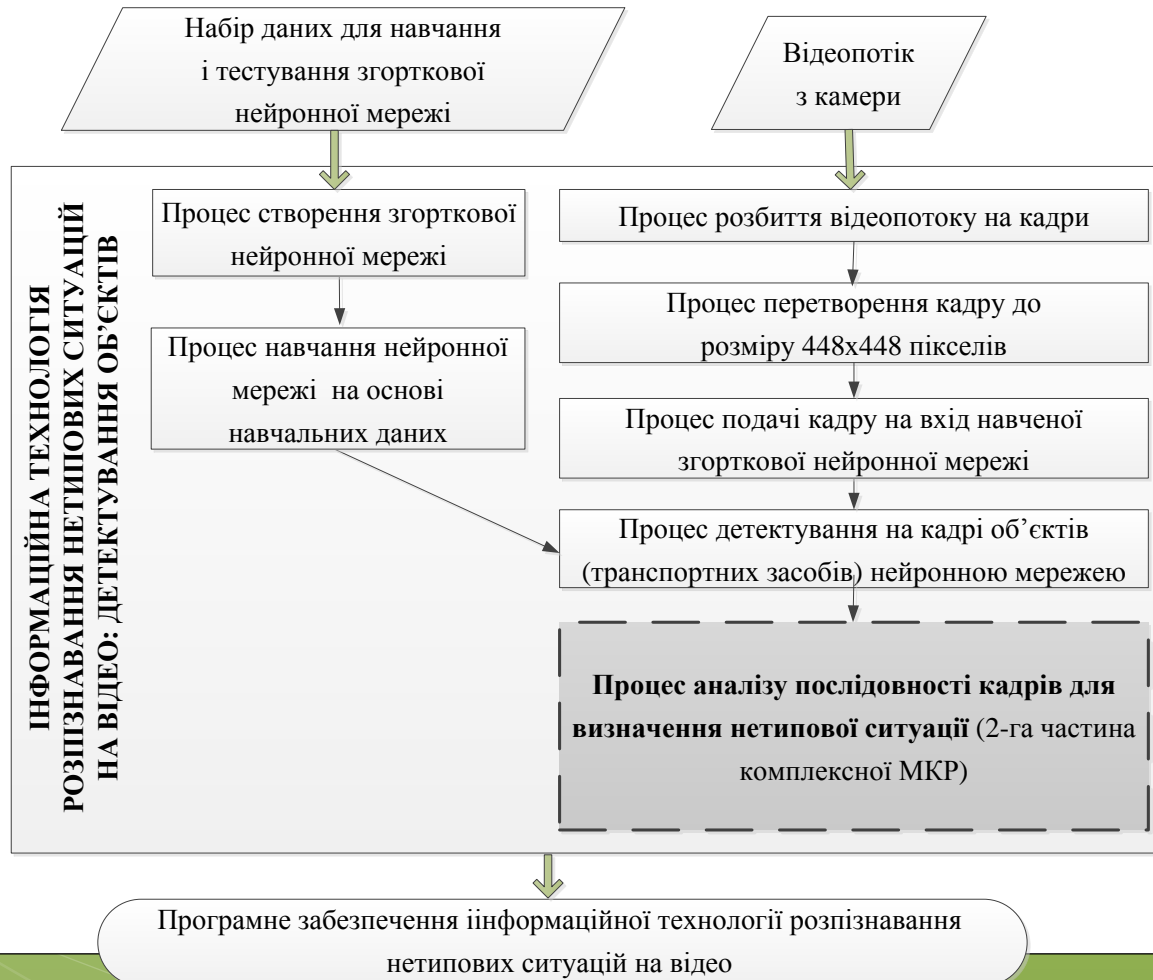 Набір даних для навчання
і тестування згорткової
нейронної мережі
Відеопотік
з камери
ІНФОРМАЦІЙНА ТЕХНОЛОГІЯ
РОЗПІЗНАВАННЯ НЕТИПОВИХ СИТУАЦІЙ
НА ВІДЕО: ДЕТЕКТУВАННЯ ОБ’ЄКТІВ
Процес створення згорткової
нейронної мережі
Процес навчання нейронної
мережі на основі
навчальних даних
Процес розбиття відеопотоку на кадри
Процес перетворення кадру до
розміру 448х448 пікселів
Процес подачі кадру на вхід навченої
згорткової нейронної мережі
Процес детектування на кадрі об’єктів
(транспортних засобів) нейронною мережею
Процес аналізу послідовності кадрів для
визначення нетипової ситуації (2-га частина
комплексної МКР)
Програмне забезпечення іінформаційної технології розпізнавання
нетипових ситуацій на відео